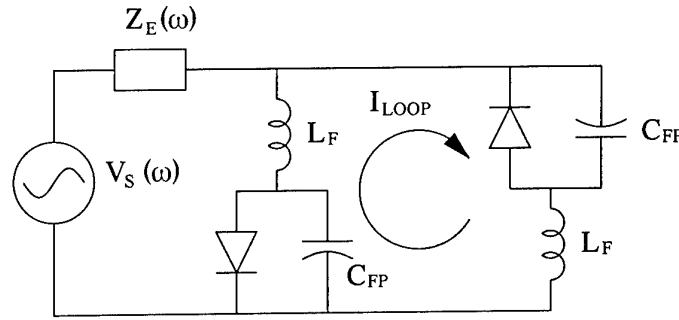 Z_E(ω)
I_LOOP
L_F
C_FP
V_S (ω)
L_F
C_FP